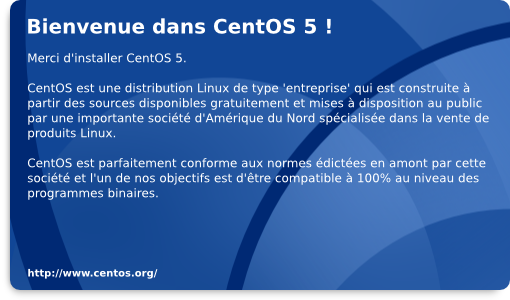 Bienvenue dans CentOS 5 !
Merci d'installer CentOS 5.
CentOS est une distribution Linux de type 'entreprise' qui est construite à
partir des sources disponibles gratuitement et mises à disposition au public
par une importante société d'Amérique du Nord spécialisée dans la vente de
produits Linux.
CentOS est parfaitement conforme aux normes édictées en amont par cette
société et l'un de nos objectifs est d'être compatible à 100% au niveau des
programmes binaires.
http://www.centos.org/